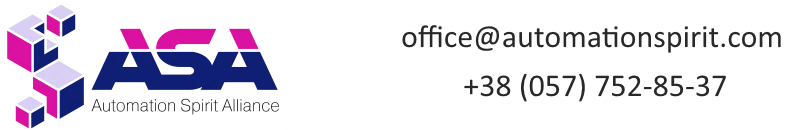 ASA
Automation Spirit Alliance
office@automationspirit.com
+38 (057) 752-85-37